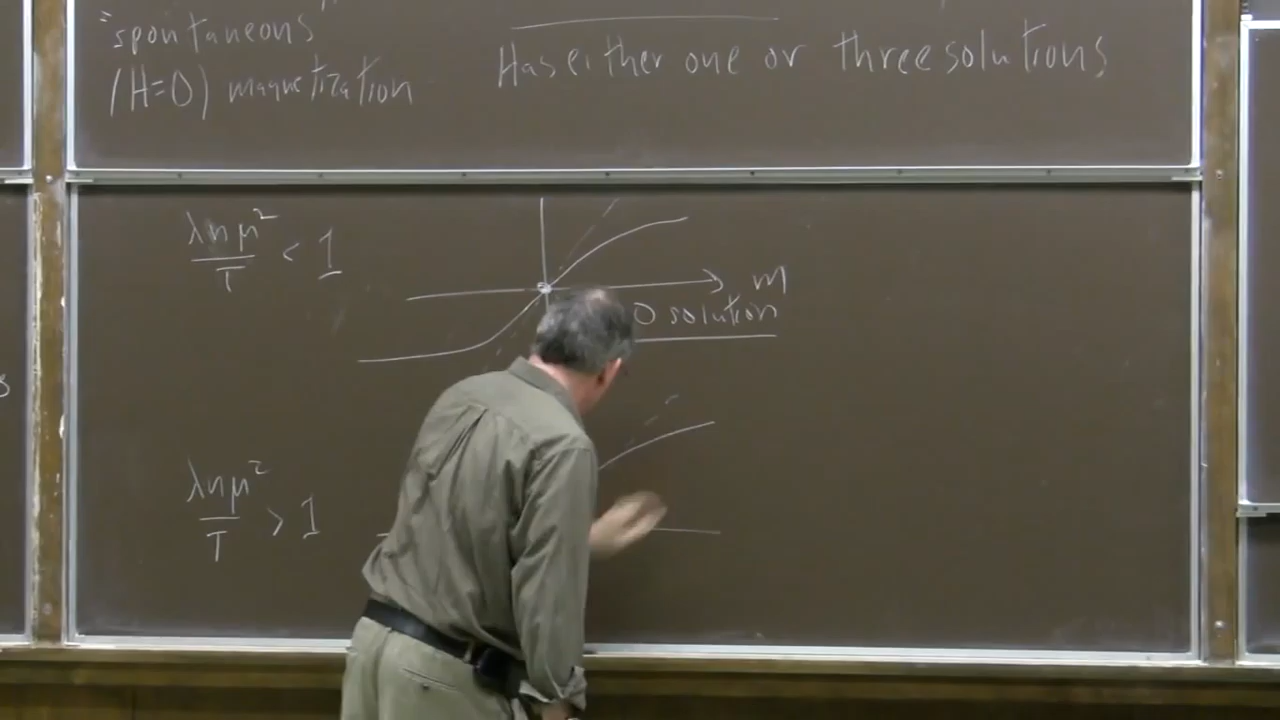 "spontaneous"
(H=0) magnetization
Has either one or three solutions
λnμ²
T
< 1
m
0 solution
λnμ²
T
> 1